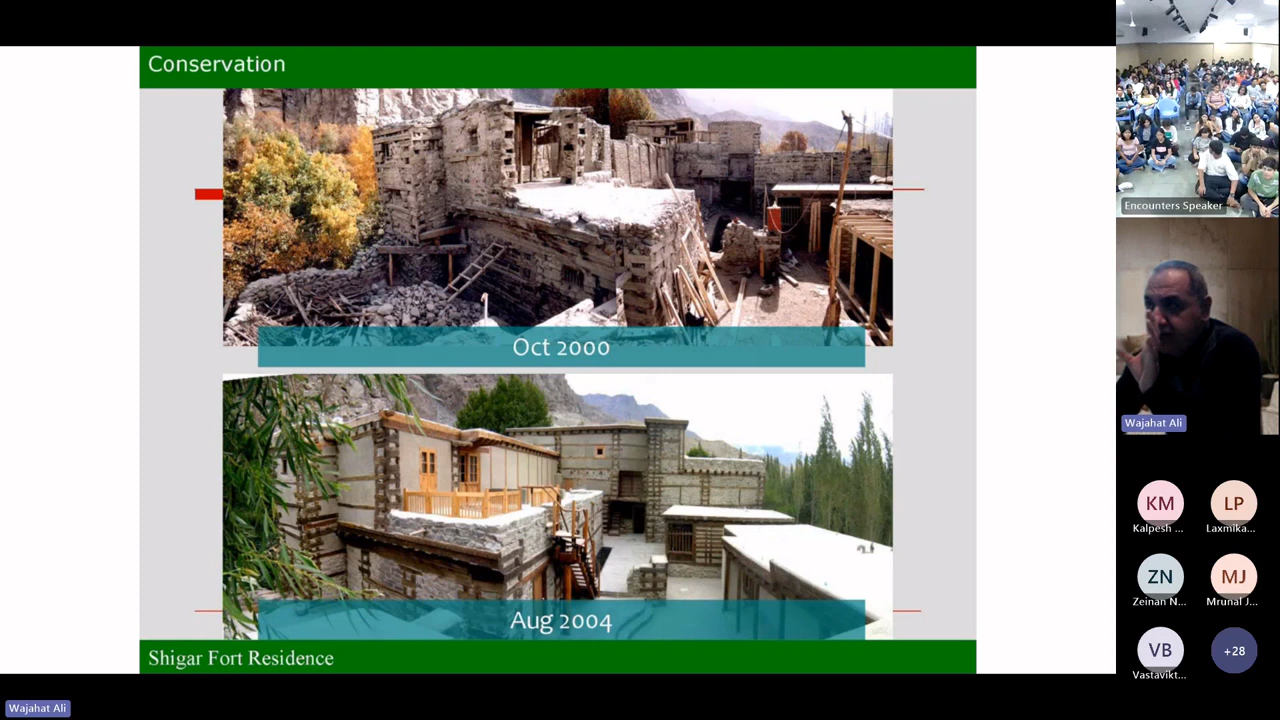 Conservation
Oct 2000
Aug 2004
Shigar Fort Residence
Wajahat Ali
Encounters Speaker
Wajahat Ali
KM
LP
Kalpesh ...
Laxmika...
ZN
MJ
Zeinan N...
Mrunal J...
VB
+28
Vastavikt...